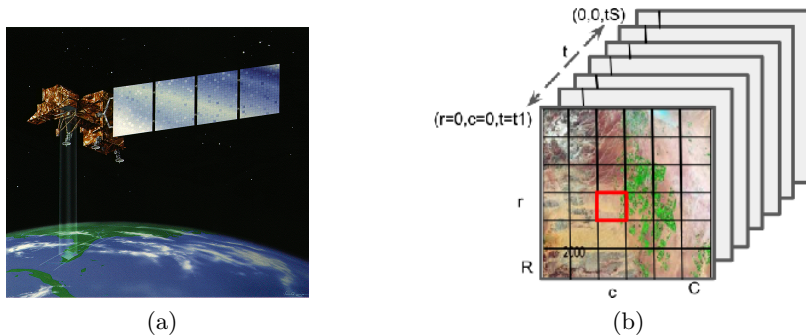 (0,0,tS)
t
(r=0,c=0,t=t1)
r
2000
R
c
C
(a)
(b)